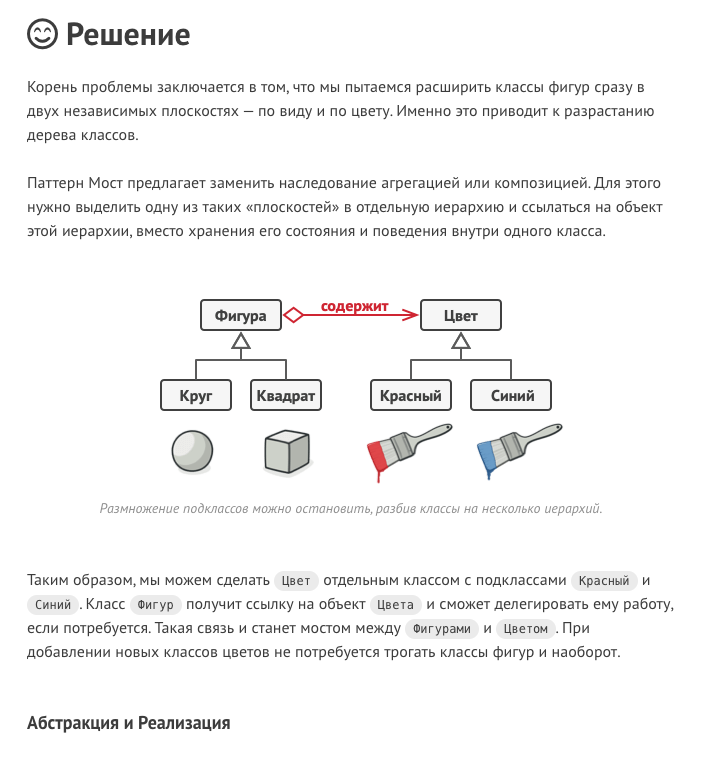 Решение
Корень проблемы заключается в том, что мы пытаемся расширить классы фигур сразу в
двух независимых плоскостях — по виду и по цвету. Именно это приводит к разрастанию
дерева классов.
Паттерн Мост предлагает заменить наследование агрегацией или композицией. Для этого
нужно выделить одну из таких «плоскостей» в отдельную иерархию и ссылаться на объект
этой иерархии, вместо хранения его состояния и поведения внутри одного класса.
Фигура содержит Цвет
Круг Квадрат Красный Синий
Размножение подклассов можно остановить, разбив классы на несколько иерархий.
Таким образом, мы можем сделать Цвет отдельным классом с подклассами Красный и
Синий . Класс Фигур получит ссылку на объект Цвета и сможет делегировать ему работу,
если потребуется. Такая связь и станет мостом между Фигурами и Цветом . При
добавлении новых классов цветов не потребуется трогать классы фигур и наоборот.
Абстракция и Реализация